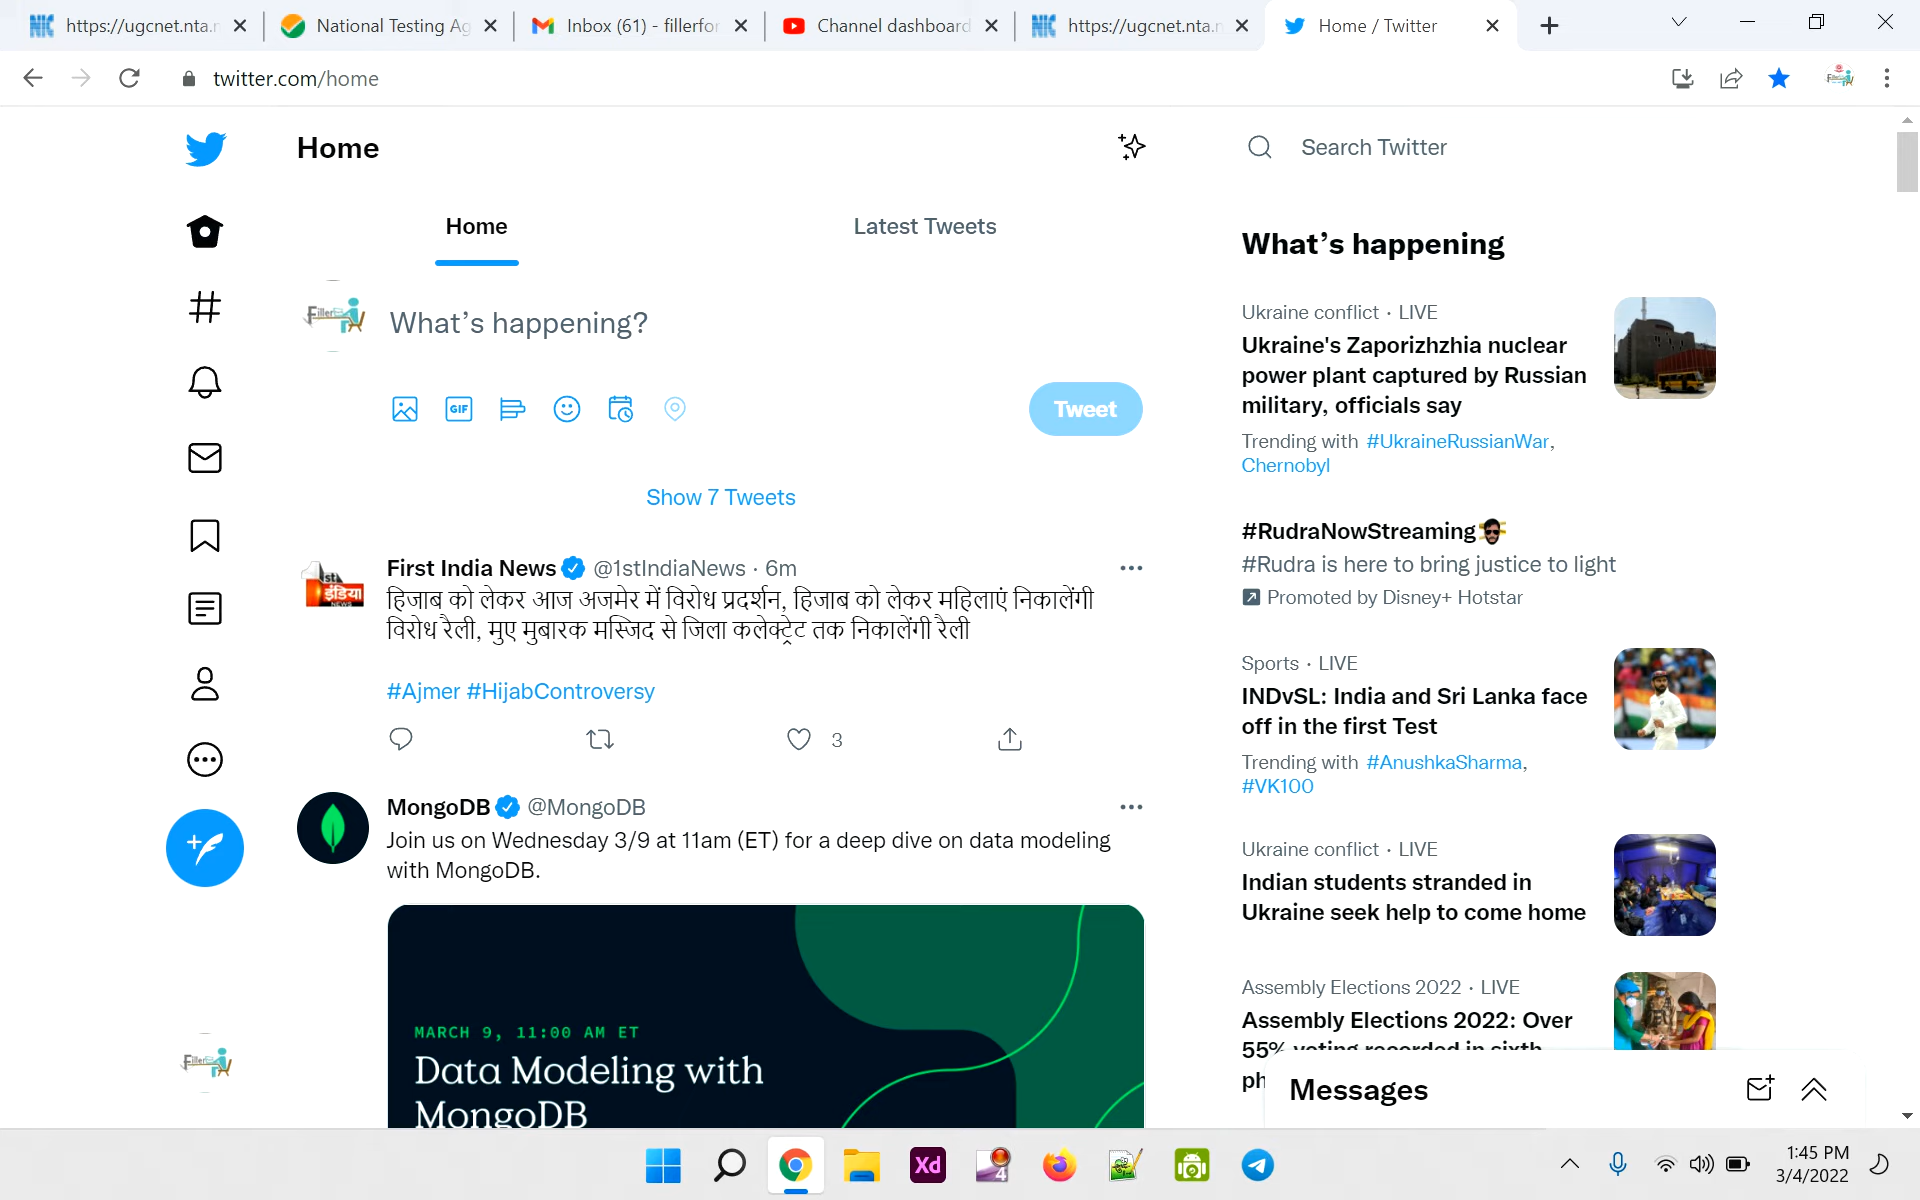 https://ugcnet.nta.n
National Testing Ag
Inbox (61) - fillerfor
Channel dashboard
https://ugcnet.nta.n
Home / Twitter
twitter.com/home
Home
Search Twitter
Home
Latest Tweets
What's happening?
GIF
Tweet
Show 7 Tweets
First India News @1stIndiaNews · 6m
हिजाब को लेकर आज अजमेर में विरोध प्रदर्शन, हिजाब को लेकर महिलाएं निकालेंगी
विरोध रैली, मुए मुबारक मस्जिद से जिला कलेक्ट्रेट तक निकालेंगी रैली
#Ajmer #HijabControversy
3
MongoDB @MongoDB
Join us on Wednesday 3/9 at 11am (ET) for a deep dive on data modeling
with MongoDB.
MARCH 9, 11:00 AM ET
Data Modeling with
MongoDB
What's happening
Ukraine conflict · LIVE
Ukraine's Zaporizhzhia nuclear
power plant captured by Russian
military, officials say
Trending with #UkraineRussianWar,
Chernobyl
#RudraNowStreaming
#Rudra is here to bring justice to light
Promoted by Disney+ Hotstar
Sports · LIVE
INDvSL: India and Sri Lanka face
off in the first Test
Trending with #AnushkaSharma,
#VK100
Ukraine conflict · LIVE
Indian students stranded in
Ukraine seek help to come home
Assembly Elections 2022 · LIVE
Assembly Elections 2022: Over
55% voting recorded in sixth
ph
Messages
Xd
1:45 PM
3/4/2022